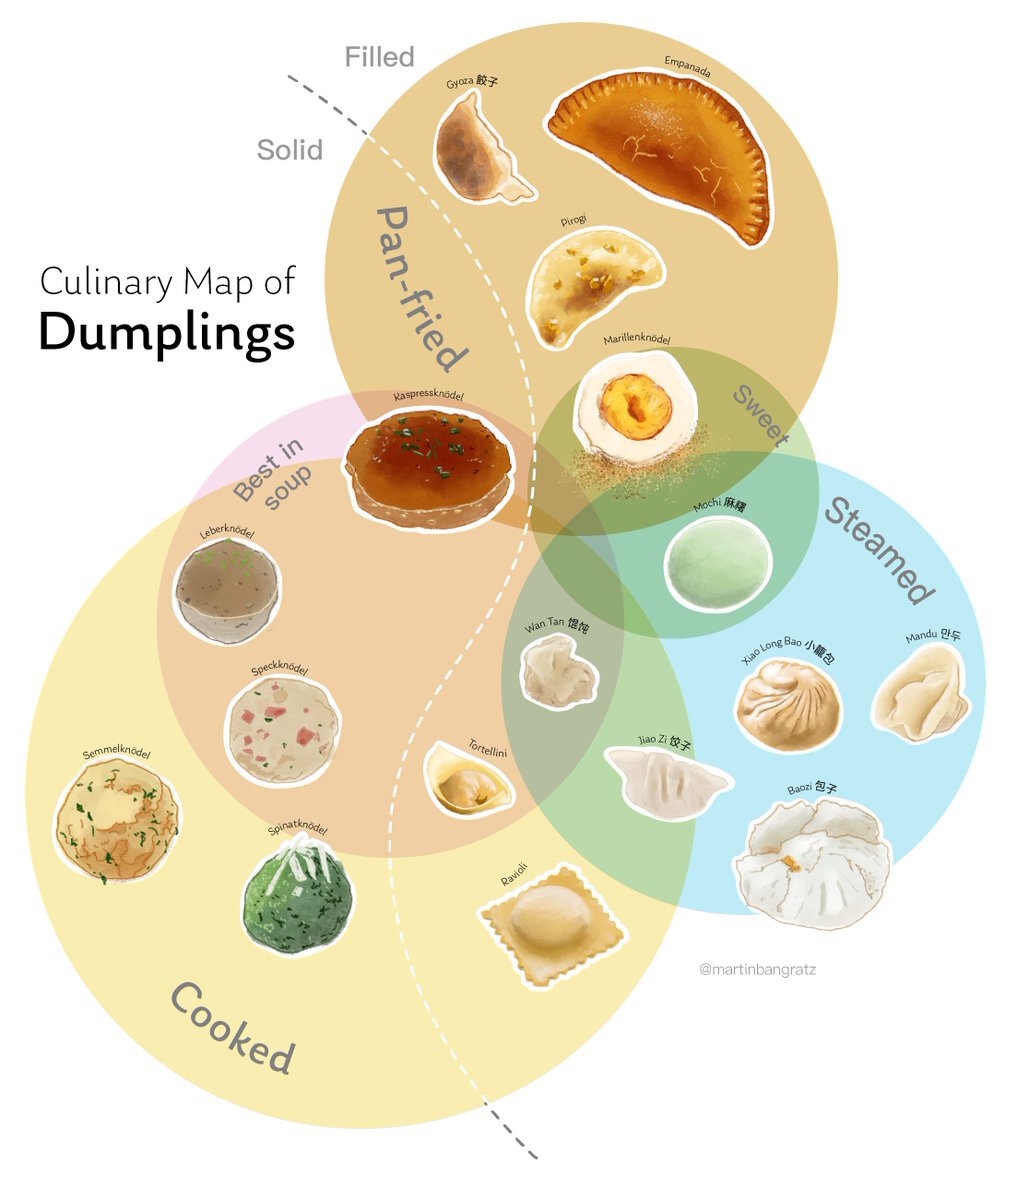 Filled
Solid
Culinary Map of
Dumplings
Gyoza 餃子
Empanada
Pirogi
Pan-fried
Marillenknödel
Kaspressknödel
Sweet
Best in
soup
Mochi 麻糬
Steamed
Leberknödel
Wan Tan 馄饨
Xiao Long Bao 小籠包
Mandu 만두
Speckknödel
Tortellini
Jiao Zi 饺子
Semmelknödel
Baozi 包子
Spinatknödel
Ravioli
@martinbangratz
Cooked